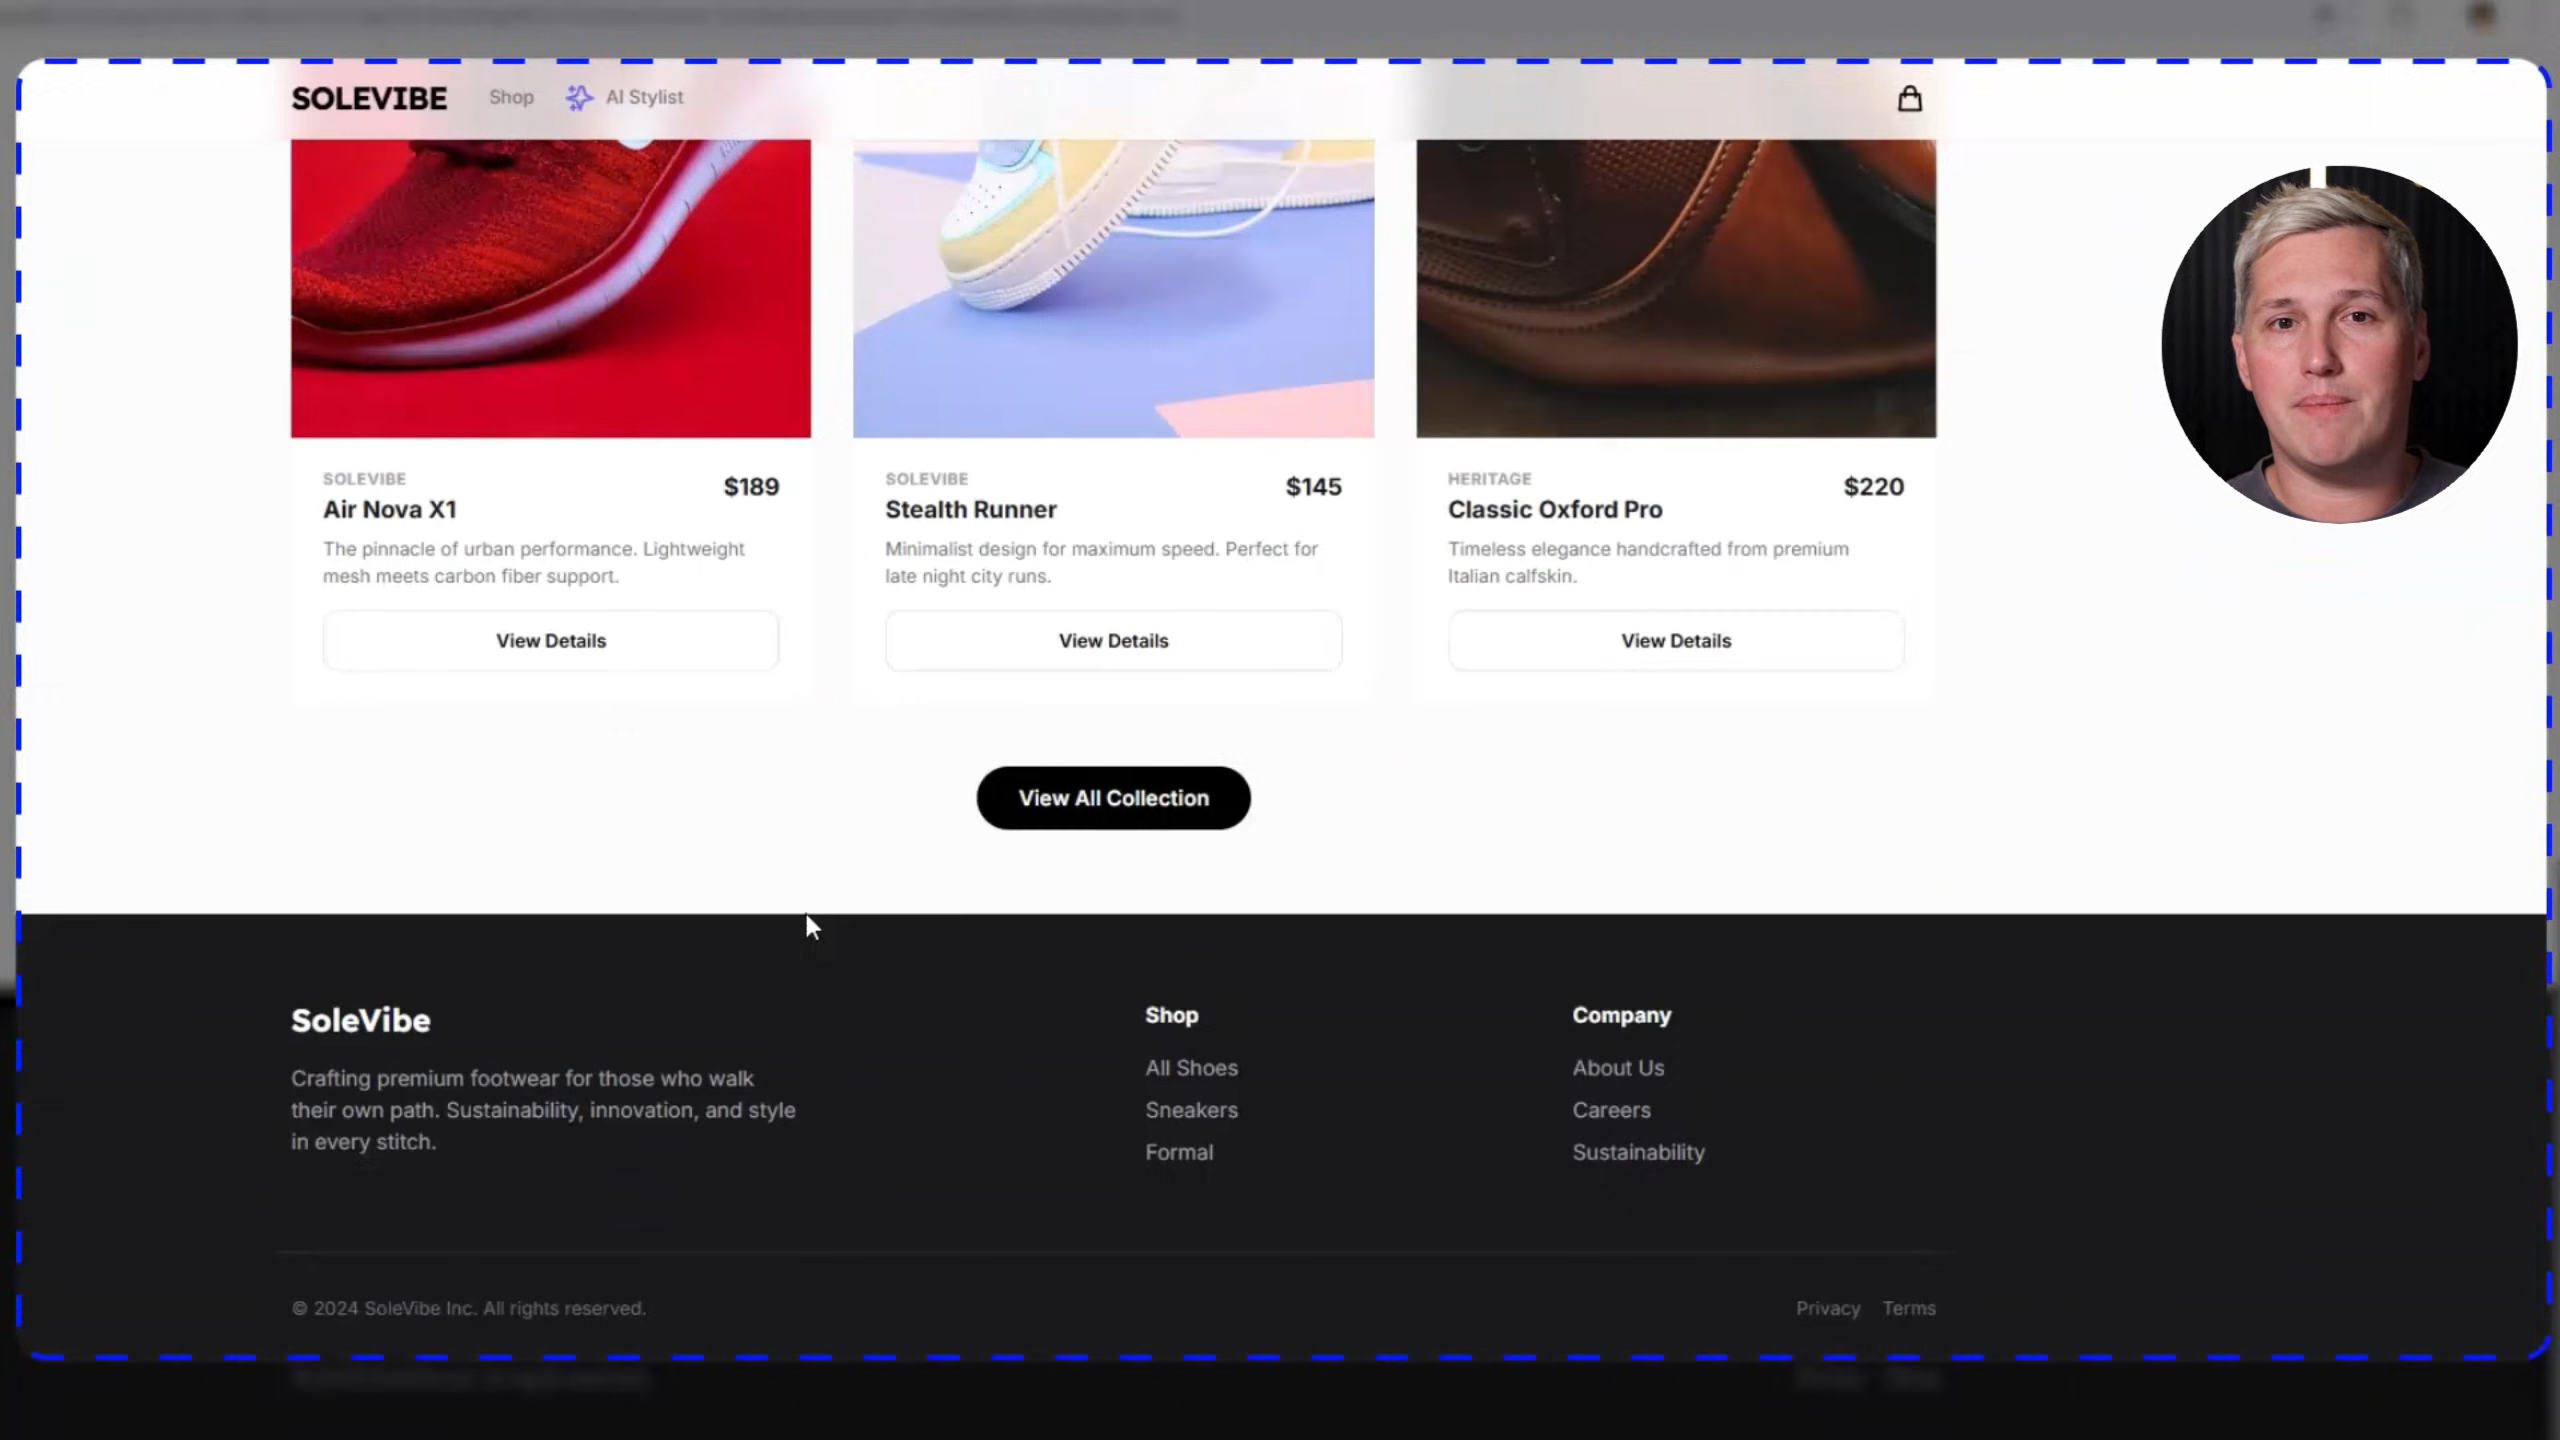 SOLEVIBE
Shop
AI Stylist
SOLEVIBE
$189
Air Nova X1
The pinnacle of urban performance. Lightweight
mesh meets carbon fiber support.
View Details
SOLEVIBE
$145
Stealth Runner
Minimalist design for maximum speed. Perfect for
late night city runs.
View Details
HERITAGE
$220
Classic Oxford Pro
Timeless elegance handcrafted from premium
Italian calfskin.
View Details
View All Collection
SoleVibe
Crafting premium footwear for those who walk
their own path. Sustainability, innovation, and style
in every stitch.
Shop
All Shoes
Sneakers
Formal
Company
About Us
Careers
Sustainability
© 2024 SoleVibe Inc. All rights reserved.
Privacy
Terms